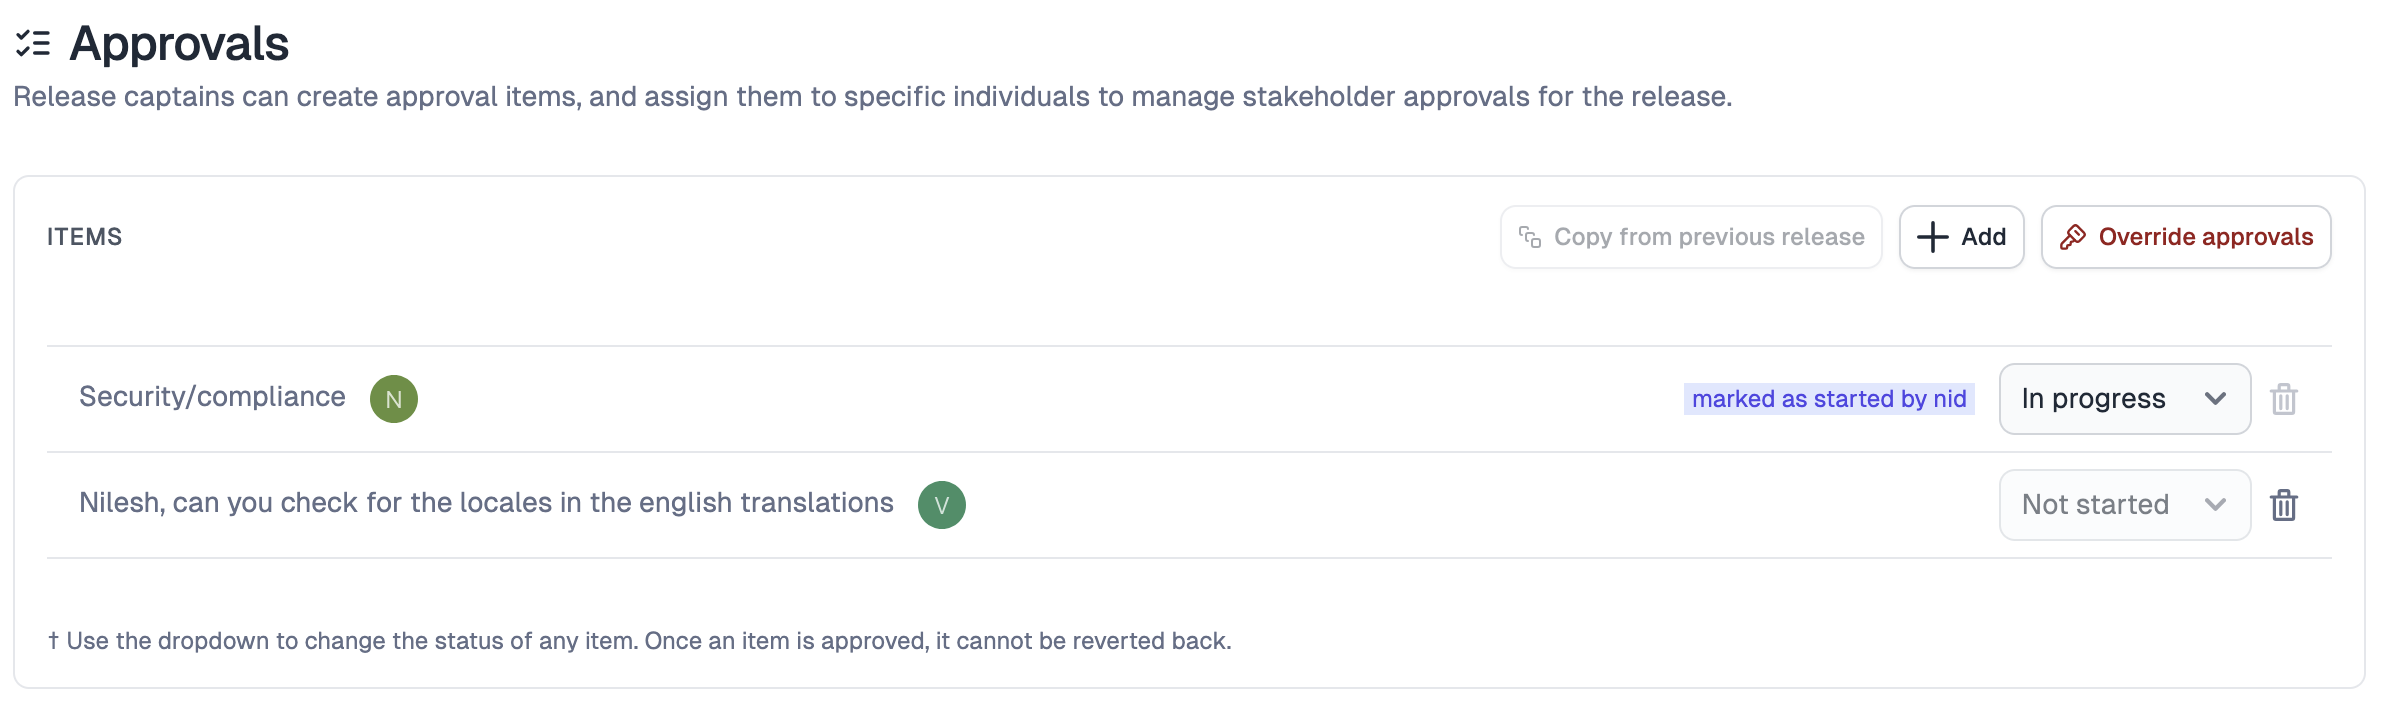 Approvals
Release captains can create approval items, and assign them to specific individuals to manage stakeholder approvals for the release.
ITEMS
Copy from previous release
Add
Override approvals
Security/compliance N marked as started by nid In progress
Nilesh, can you check for the locales in the english translations V Not started
† Use the dropdown to change the status of any item. Once an item is approved, it cannot be reverted back.